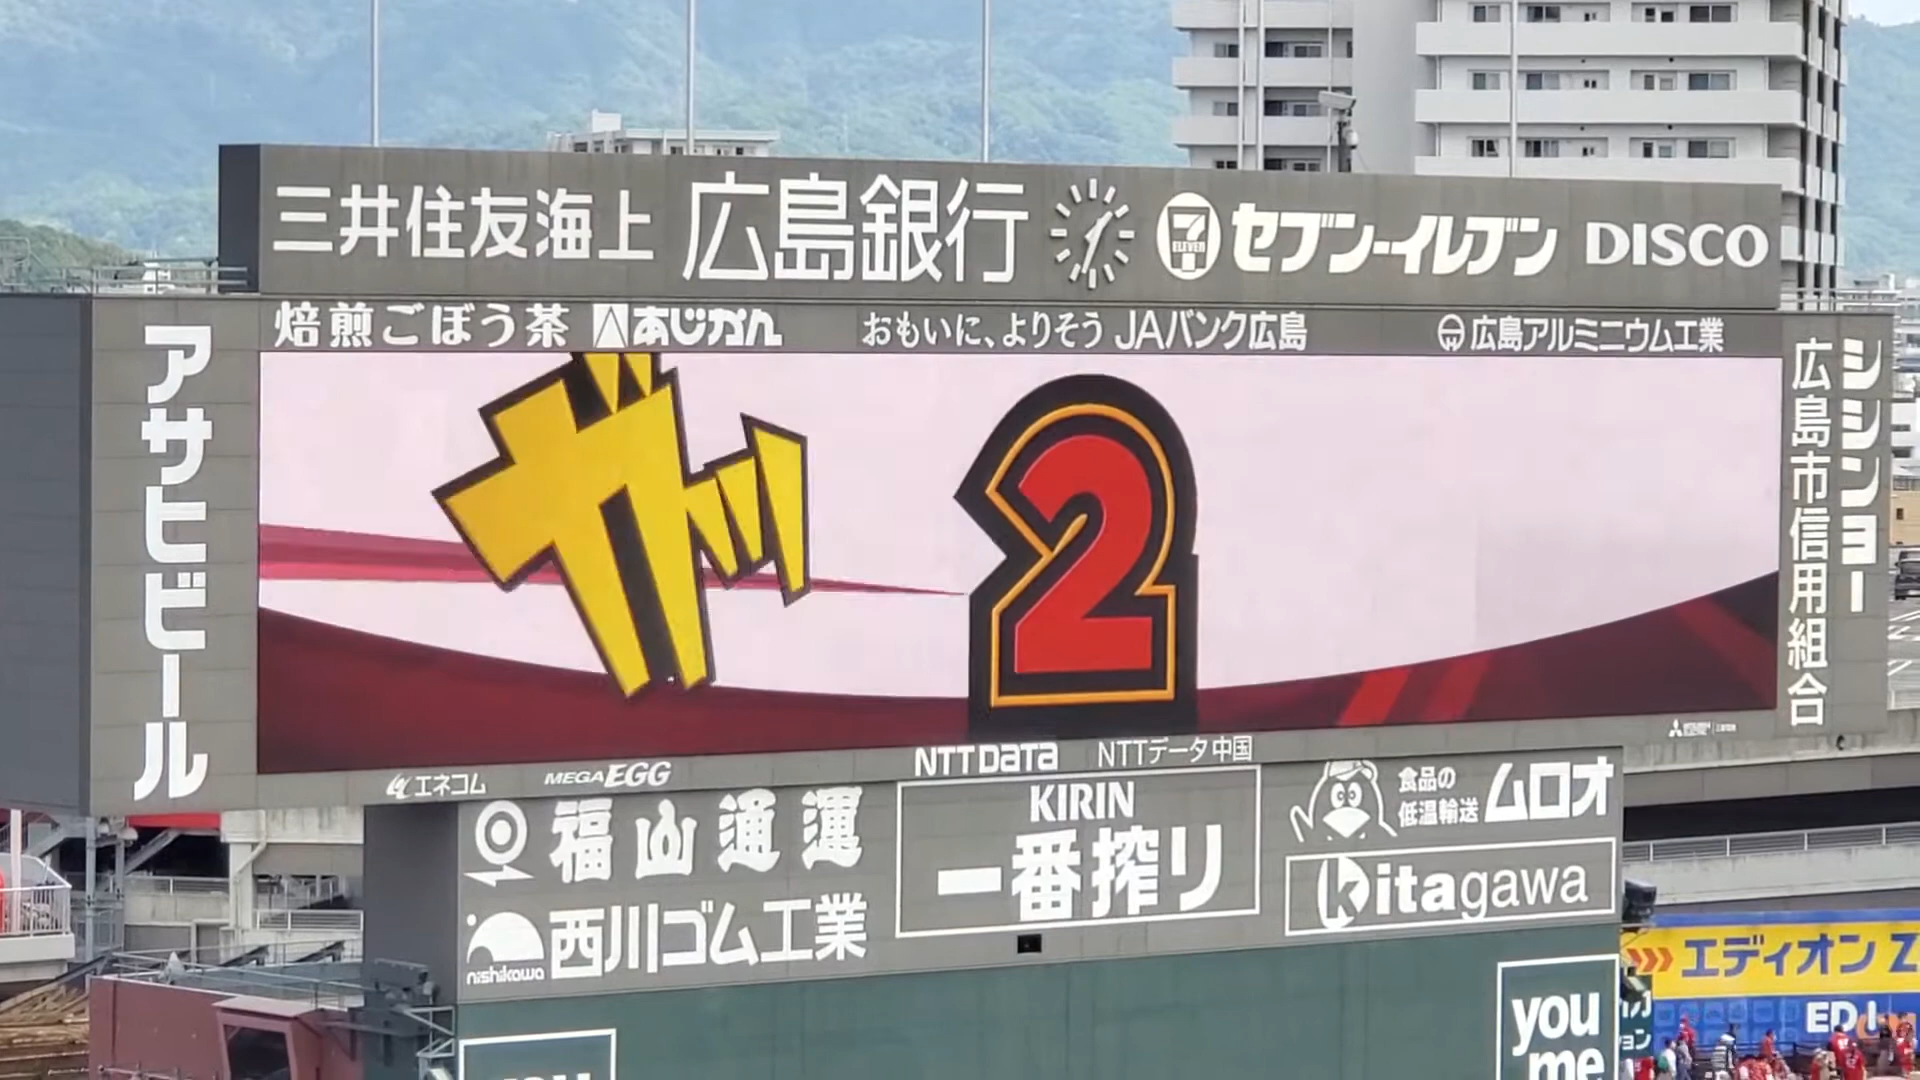 三井住友海上 広島銀行 7 ELEVEN セブン-イレブン DISCO
焙煎ごぼう茶 あじかん おもいに、よりそう JAバンク広島 広島アルミニウム工業
アサヒビール
ガッ
2
シシンヨー
広島市信用組合
エネコム MEGA EGG NTT DATA NTTデータ中国
福山通運
KIRIN
一番搾り
食品の
低温輸送 ムロオ
nishikawa 西川ゴム工業
kitagawa
エディオン
you
me
you